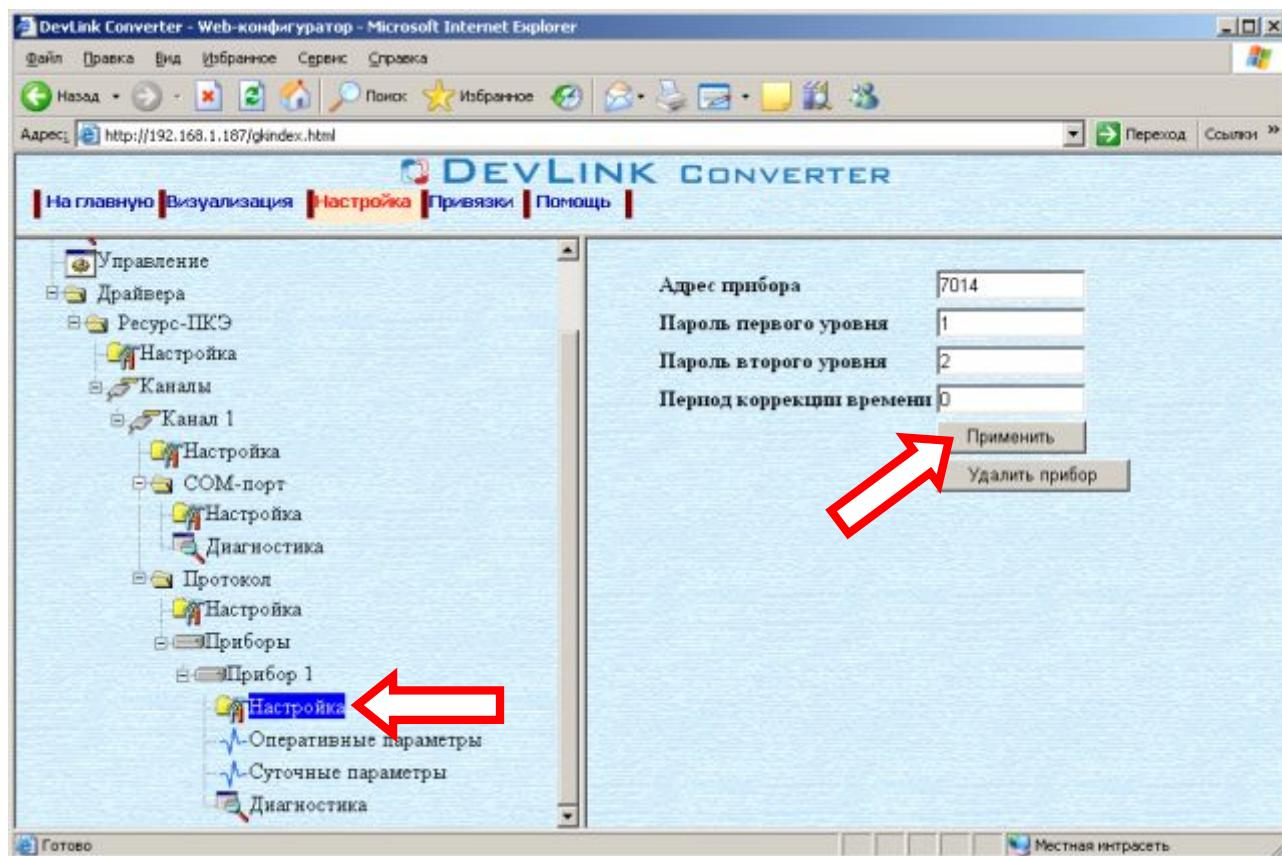 DevLink Converter - Web-конфигуратор - Microsoft Internet Explorer
Файл Правка Вид Избранное Сервис Справка
Назад Поиск Избранное
Адрес: http://192.168.1.187/gkindex.html Переход Ссылки »
DEVLINK CONVERTER
На главную Визуализация Настройка Привязки Помощь
Управление
Драйвера
Ресурс-ПКЭ
Настройка
Каналы
Канал 1
Настройка
COM-порт
Настройка
Диагностика
Протокол
Настройка
Приборы
Прибор 1
Настройка
Оперативные параметры
Суточные параметры
Диагностика
Адрес прибора 7014
Пароль первого уровня 1
Пароль второго уровня 2
Период коррекции времени 0
Применить
Удалить прибор
Готово Местная интрасеть